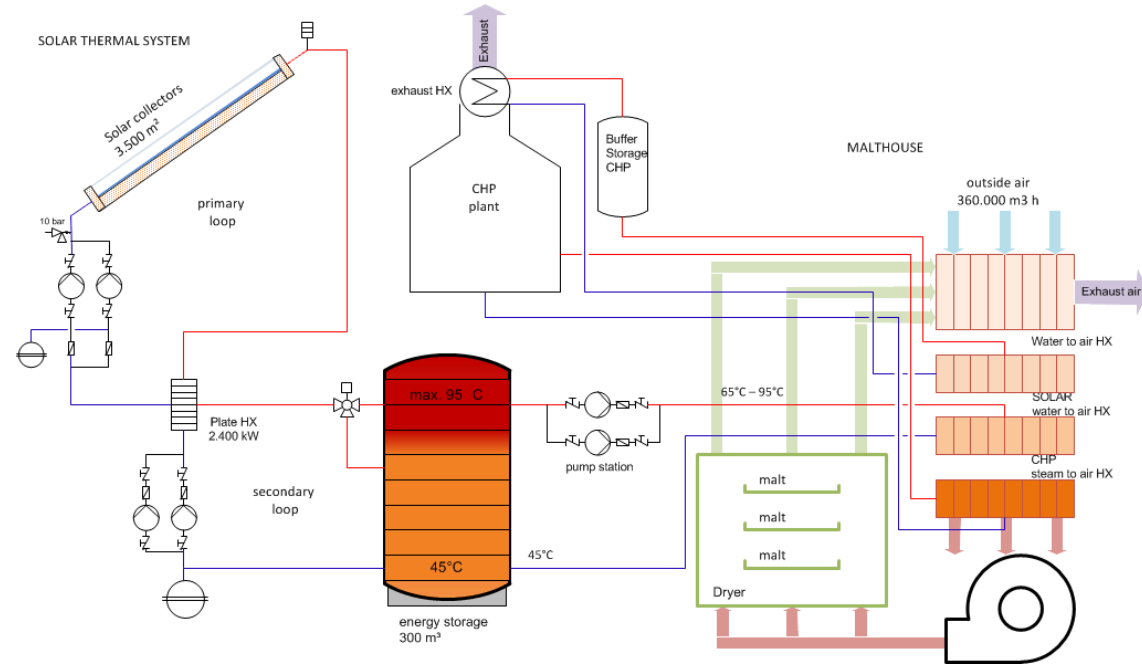 SOLAR THERMAL SYSTEM
Solar collectors
3.500 m²
primary
loop
10 bar
Plate HX
2.400 kW
secondary
loop
Exhaust
exhaust HX
CHP
plant
Buffer
Storage
CHP
max. 95 C
45°C
energy storage
300 m³
pump station
65°C – 95°C
45°C
MALTHOUSE
outside air
360.000 m3 h
Exhaust air
Water to air HX
SOLAR
water to air HX
CHP
steam to air HX
malt
malt
malt
Dryer